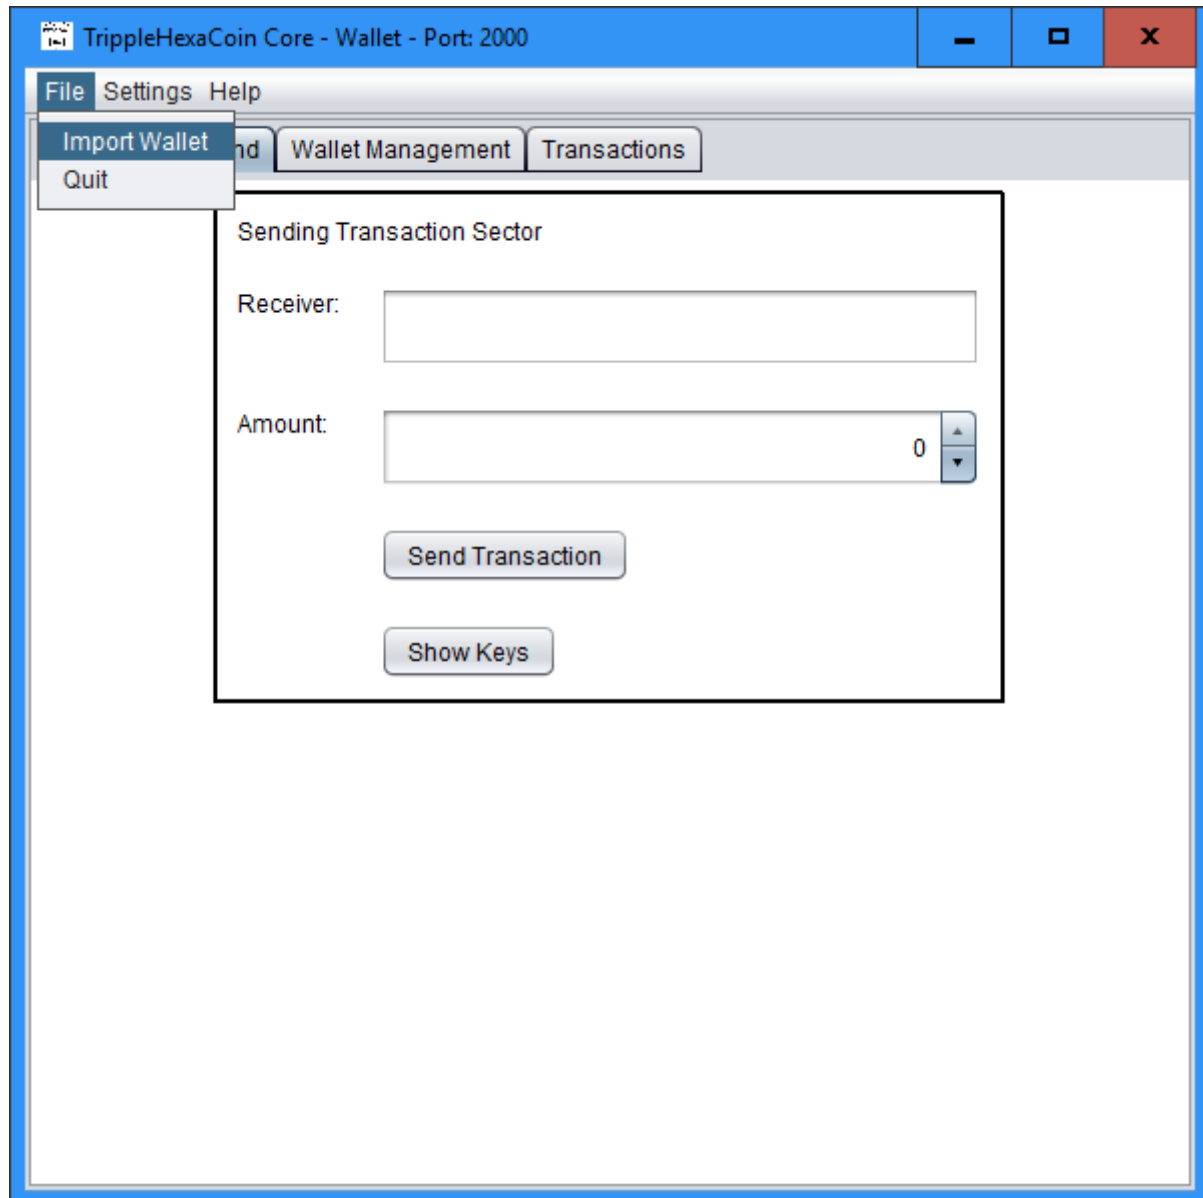 TrippleHexaCoin Core - Wallet - Port: 2000
File Settings Help
Import Wallet
Quit
nd Wallet Management Transactions
Sending Transaction Sector
Receiver:
Amount: 0
Send Transaction
Show Keys